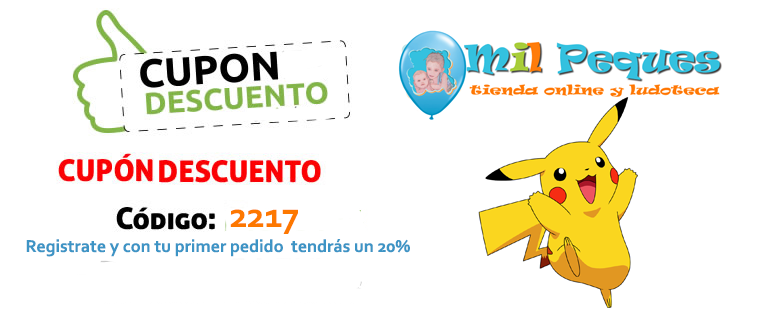 CUPON
DESCUENTO
mil Peques
tienda online y ludoteca
CUPÓN DESCUENTO
CÓDIGO: 2217
Registrate y con tu primer pedido tendrás un 20%